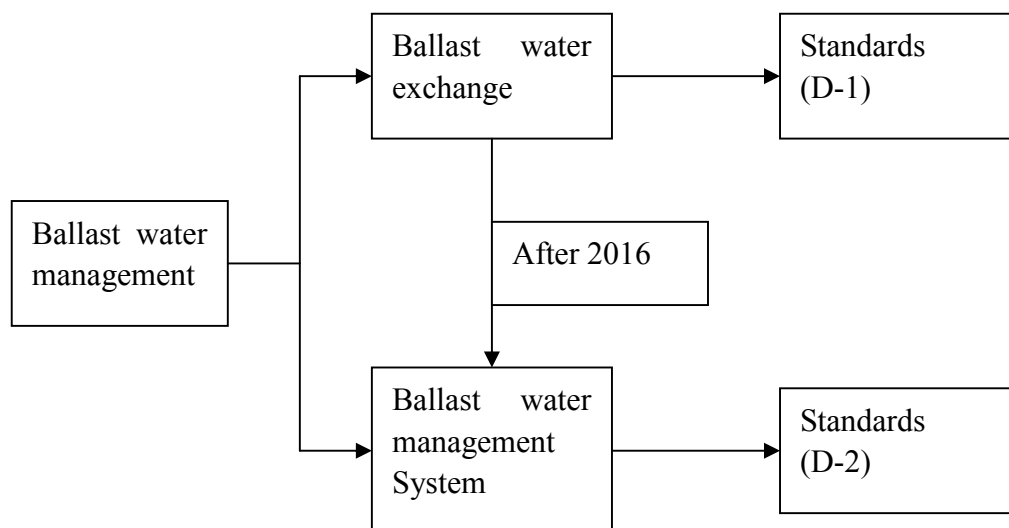 Ballast water
exchange
Standards
(D-1)
Ballast water
management
After 2016
Ballast water
management
System
Standards
(D-2)